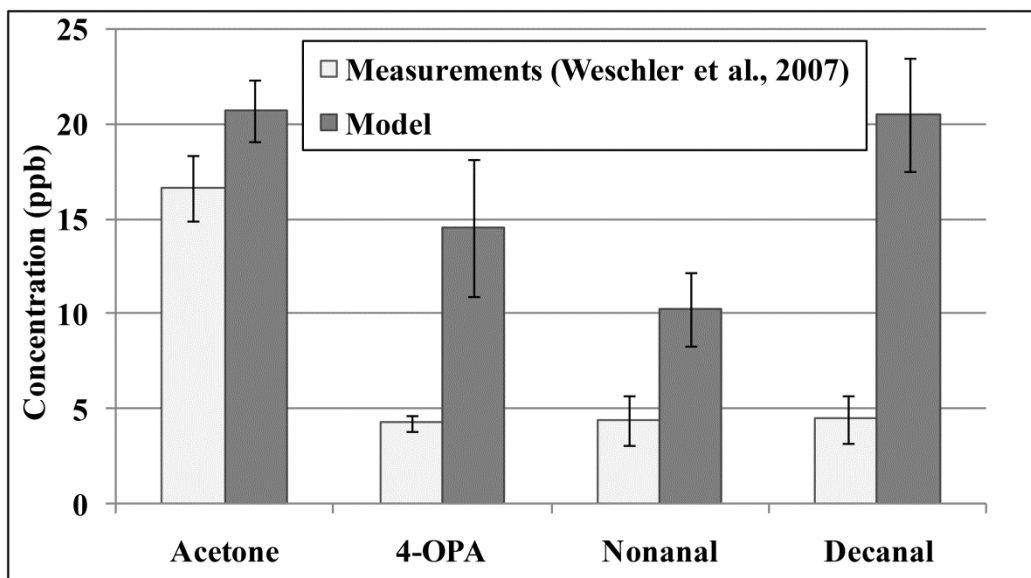 25
20
15
10
5
0
Concentration (ppb)
Measurements (Weschler et al., 2007)
Model
Acetone 4-OPA Nonanal Decanal